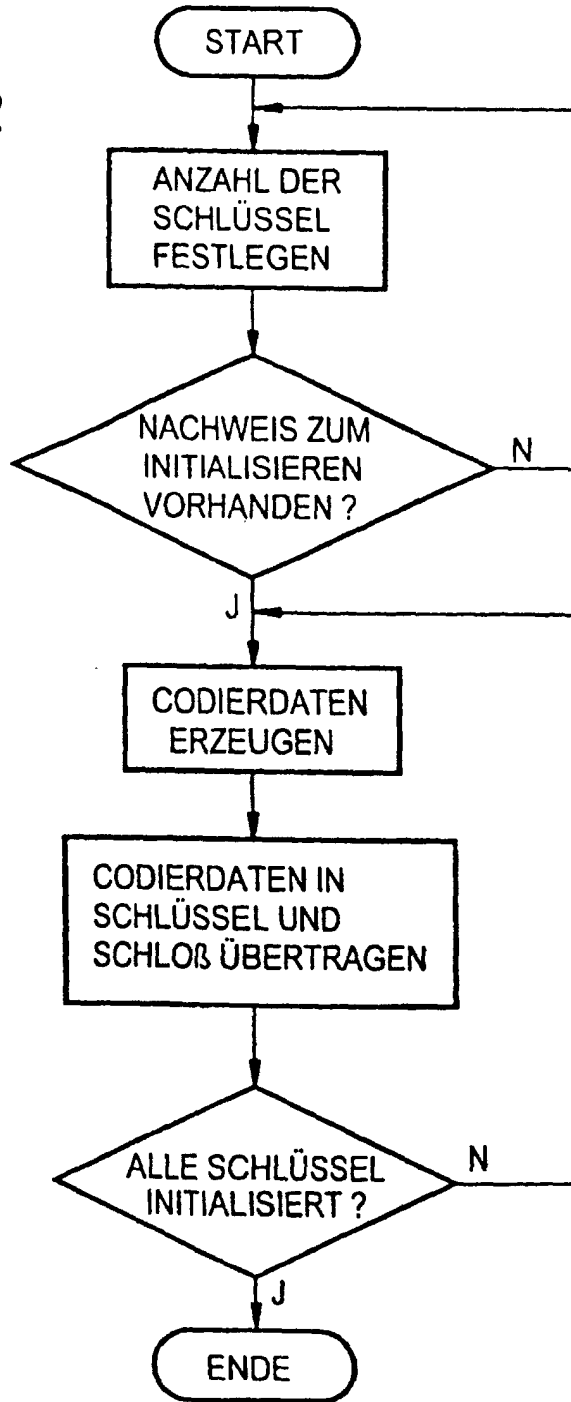 START
ANZAHL DER
SCHLÜSSEL
FESTLEGEN
NACHWEIS ZUM
INITIALISIEREN
VORHANDEN ?
N
J
CODIERDATEN
ERZEUGEN
CODIERDATEN IN
SCHLÜSSEL UND
SCHLOß ÜBERTRAGEN
ALLE SCHLÜSSEL
INITIALISIERT ?
N
J
ENDE